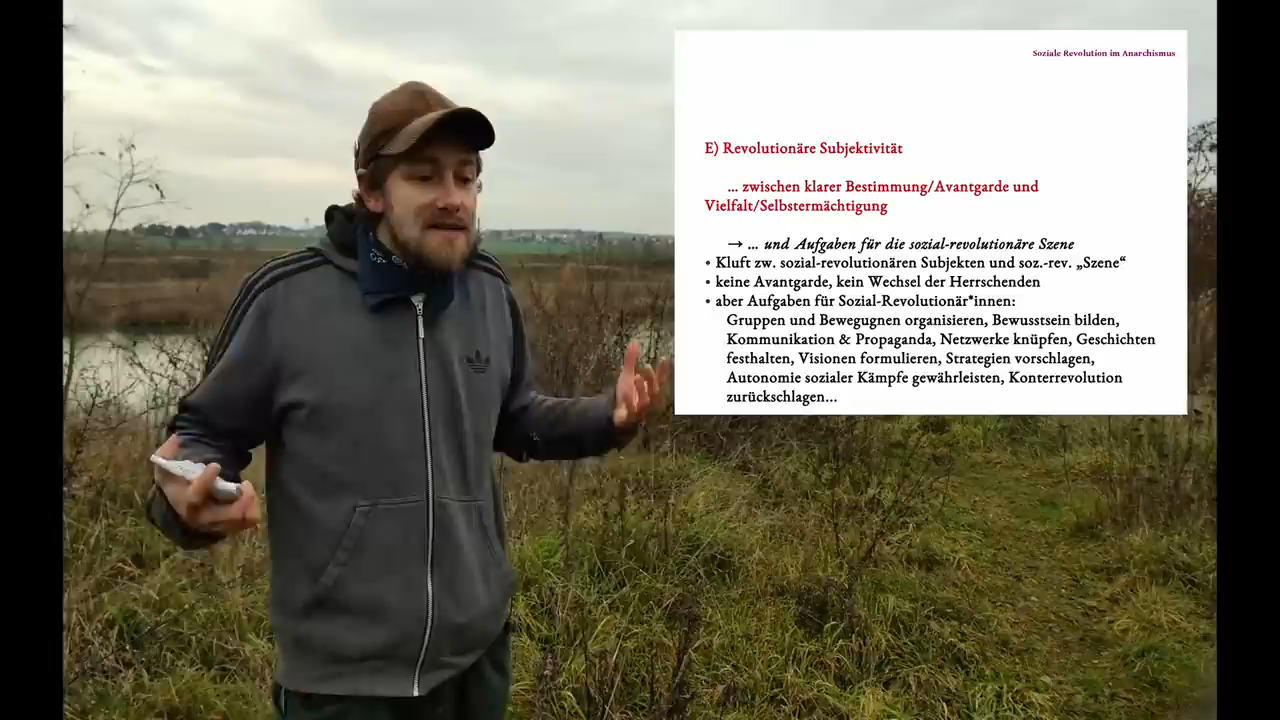 Soziale Revolution im Anarchismus
E) Revolutionäre Subjektivität
... zwischen klarer Bestimmung/Avantgarde und
Vielfalt/Selbstermächtigung
→ ... und Aufgaben für die sozial-revolutionäre Szene
• Kluft zw. sozial-revolutionären Subjekten und soz.-rev. „Szene“
• keine Avantgarde, kein Wechsel der Herrschenden
• aber Aufgaben für Sozial-Revolutionär*innen:
Gruppen und Bewegugnen organisieren, Bewusstsein bilden,
Kommunikation & Propaganda, Netzwerke knüpfen, Geschichten
festhalten, Visionen formulieren, Strategien vorschlagen,
Autonomie sozialer Kämpfe gewährleisten, Konterrevolution
zurückschlagen...